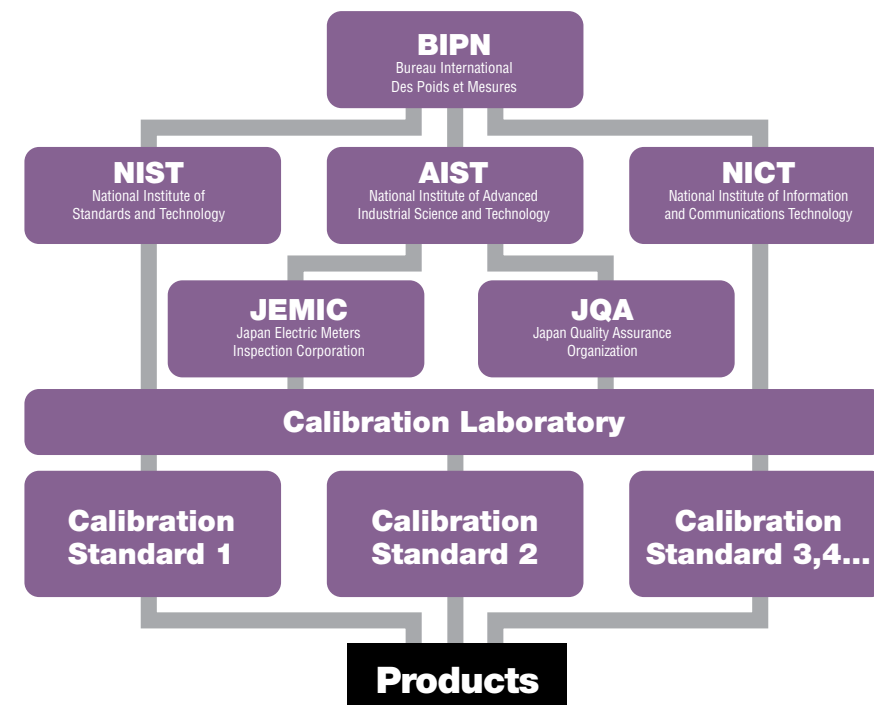 BIPN
Bureau International
Des Poids et Mesures
NIST
National Institute of
Standards and Technology
AIST
National Institute of Advanced
Industrial Science and Technology
NICT
National Institute of Information
and Communications Technology
JEMIC
Japan Electric Meters
Inspection Corporation
JQA
Japan Quality Assurance
Organization
Calibration Laboratory
Calibration
Standard 1
Calibration
Standard 2
Calibration
Standard 3,4...
Products